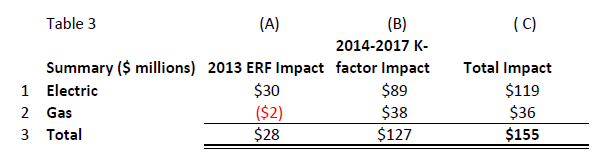 Table 3 (A) (B) ( C)
2014-2017 K-
Summary ($ millions) 2013 ERF Impact factor Impact Total Impact
1 Electric $30 $89 $119
2 Gas ($2) $38 $36
3 Total $28 $127 $155